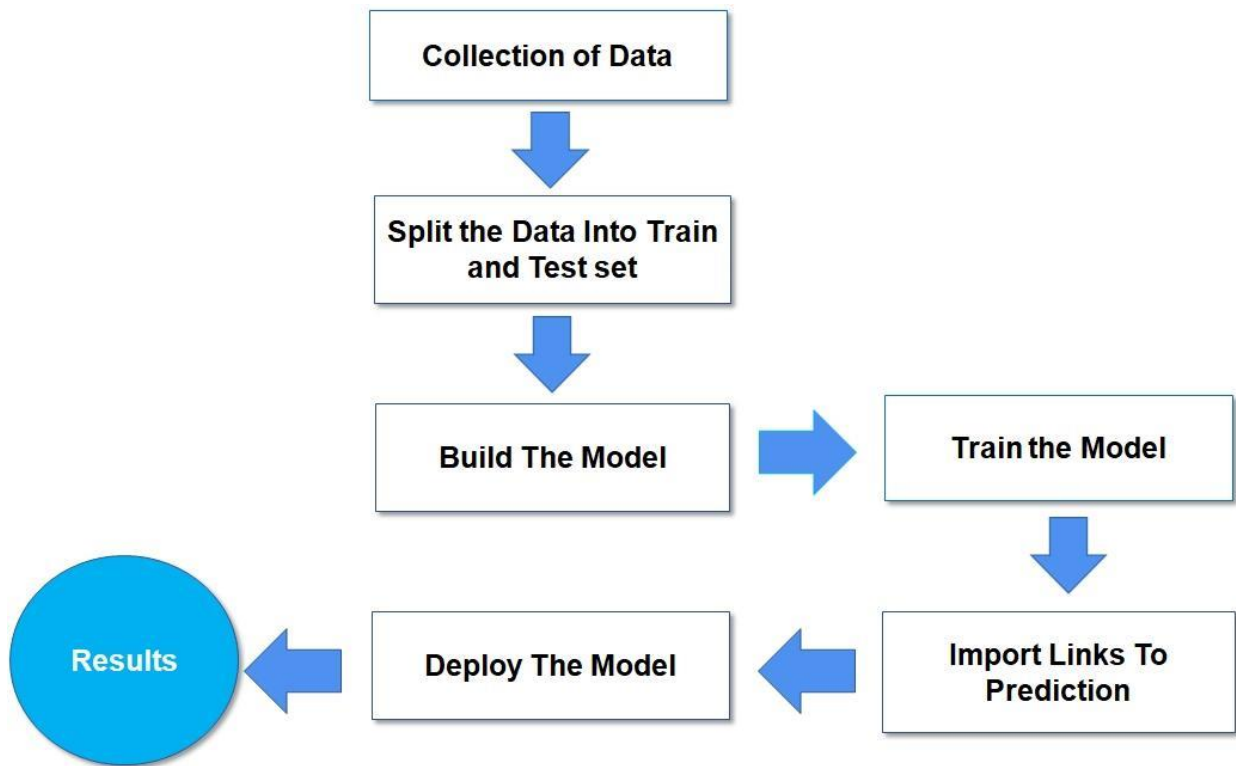 Collection of Data
Split the Data Into Train
and Test set
Build The Model
Train the Model
Import Links To
Prediction
Deploy The Model
Results